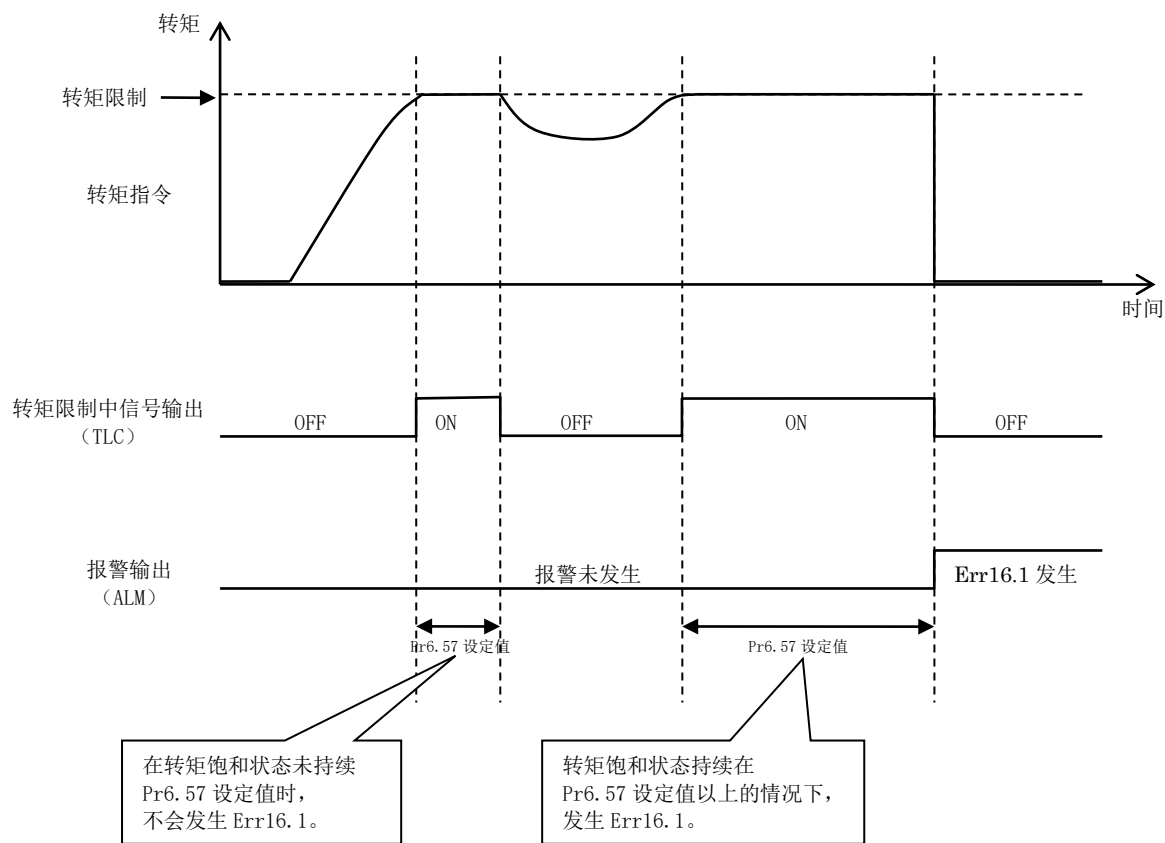 转矩
转矩限制
转矩指令
时间
转矩限制中信号输出
（TLC）
OFF
ON
OFF
ON
OFF
报警输出
（ALM）
报警未发生
Err16.1 发生
Pr6.57 设定值
Pr6.57 设定值
在转矩饱和状态未持续
Pr6.57 设定值时，
不会发生 Err16.1。
转矩饱和状态持续在
Pr6.57 设定值以上的情况下，
发生 Err16.1。